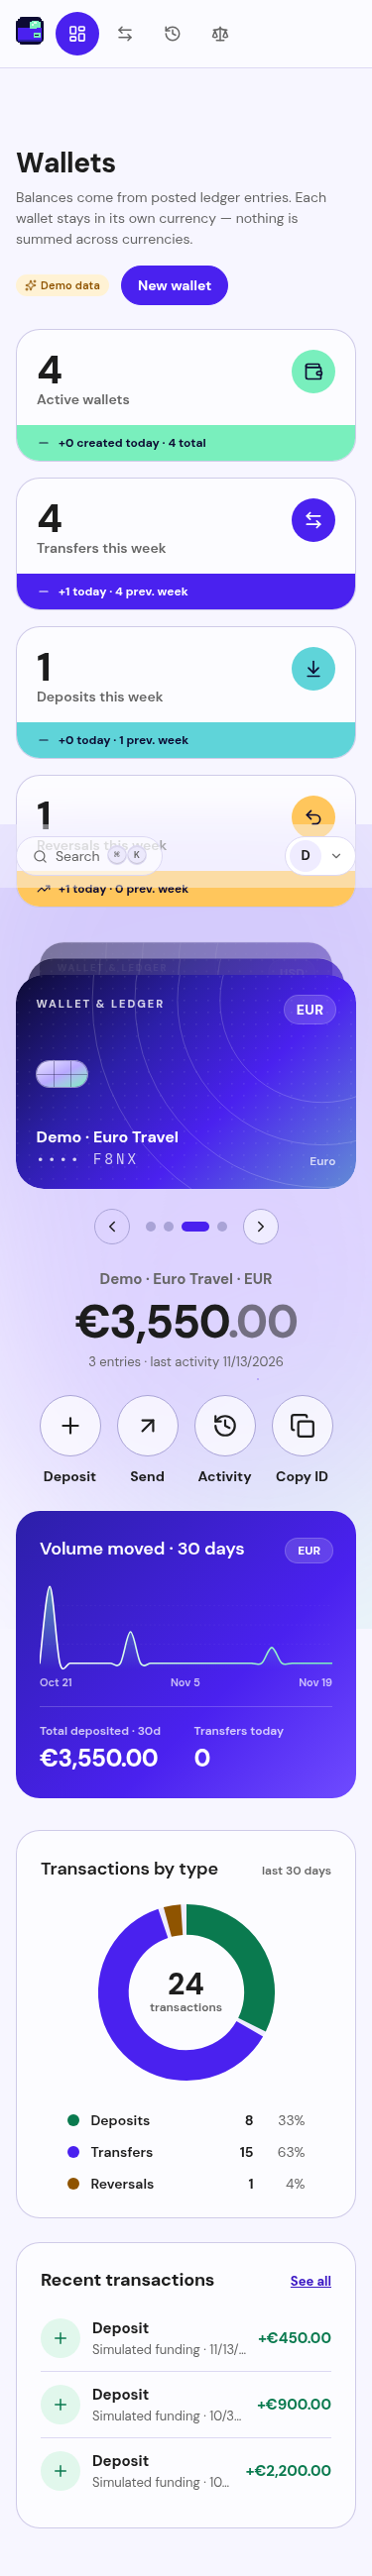 Wallets
Balances come from posted ledger entries. Each
wallet stays in its own currency — nothing is
summed across currencies.
Demo data
New wallet
4
Active wallets
+0 created today · 4 total
4
Transfers this week
+1 today · 4 prev. week
1
Deposits this week
+0 today · 1 prev. week
1
Reversals this week
Search ⌘ K
D
+1 today · 0 prev. week
WALLET & LEDGER
USD
WALLET & LEDGER
EUR
Demo · Euro Travel
•••• F8NX
Euro
Demo · Euro Travel · EUR
€3,550.00
3 entries · last activity 11/13/2026
Deposit
Send
Activity
Copy ID
Volume moved · 30 days
EUR
Oct 21
Nov 5
Nov 19
Total deposited · 30d
Transfers today
€3,550.00
0
Transactions by type
last 30 days
24
transactions
Deposits 8 33%
Transfers 15 63%
Reversals 1 4%
Recent transactions
See all
Deposit
Simulated funding · 11/13/…
+€450.00
Deposit
Simulated funding · 10/3…
+€900.00
Deposit
Simulated funding · 10…
+€2,200.00